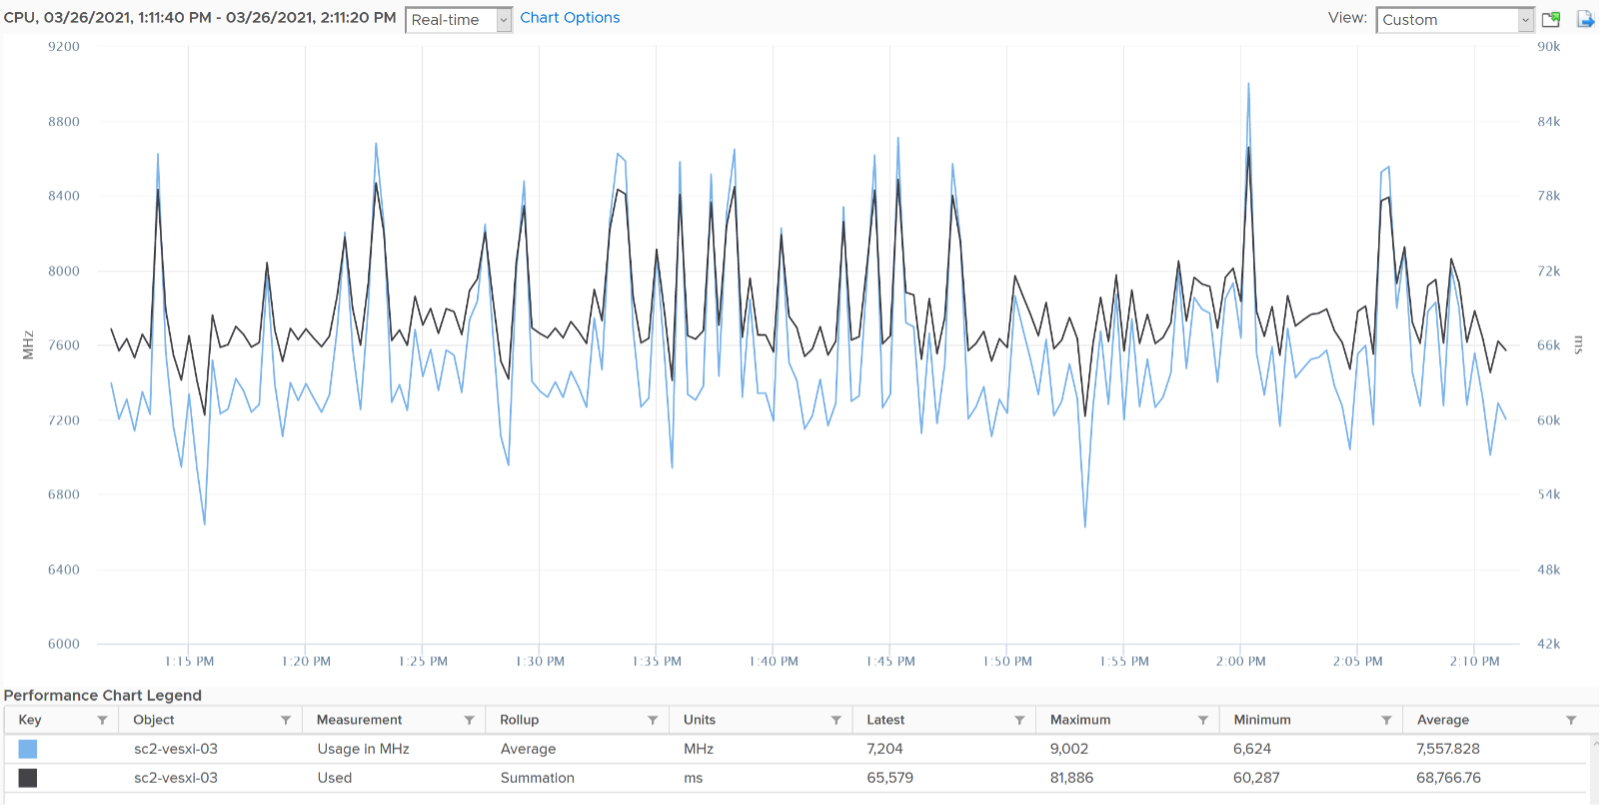 CPU, 03/26/2021, 1:11:40 PM - 03/26/2021, 2:11:20 PM Real-time Chart Options View: Custom
9200 90k
8800 84k
8400 78k
8000 72k
7600 66k
MHz ms
7200 60k
6800 54k
6400 48k
6000 42k
1:15 PM 1:20 PM 1:25 PM 1:30 PM 1:35 PM 1:40 PM 1:45 PM 1:50 PM 1:55 PM 2:00 PM 2:05 PM 2:10 PM
Performance Chart Legend
Key Object Measurement Rollup Units Latest Maximum Minimum Average
sc2-vesxi-03 Usage in MHz Average MHz 7,204 9,002 6,624 7,557.828
sc2-vesxi-03 Used Summation ms 65,579 81,886 60,287 68,766.76